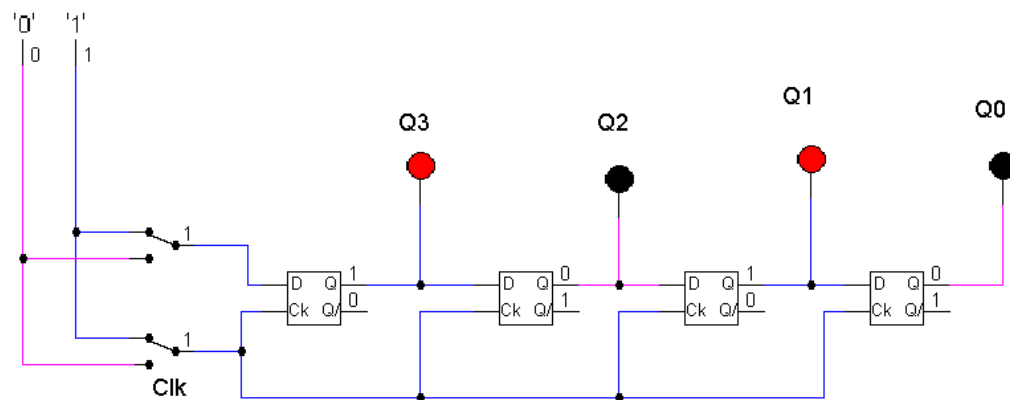 '0' '1'
0 1
Q1
Q0
Q3
Q2
1
1 0 1 0
D Q D Q D Q D Q
0 1 0 1
Ck Q/ Ck Q/ Ck Q/ Ck Q/
1
Clk